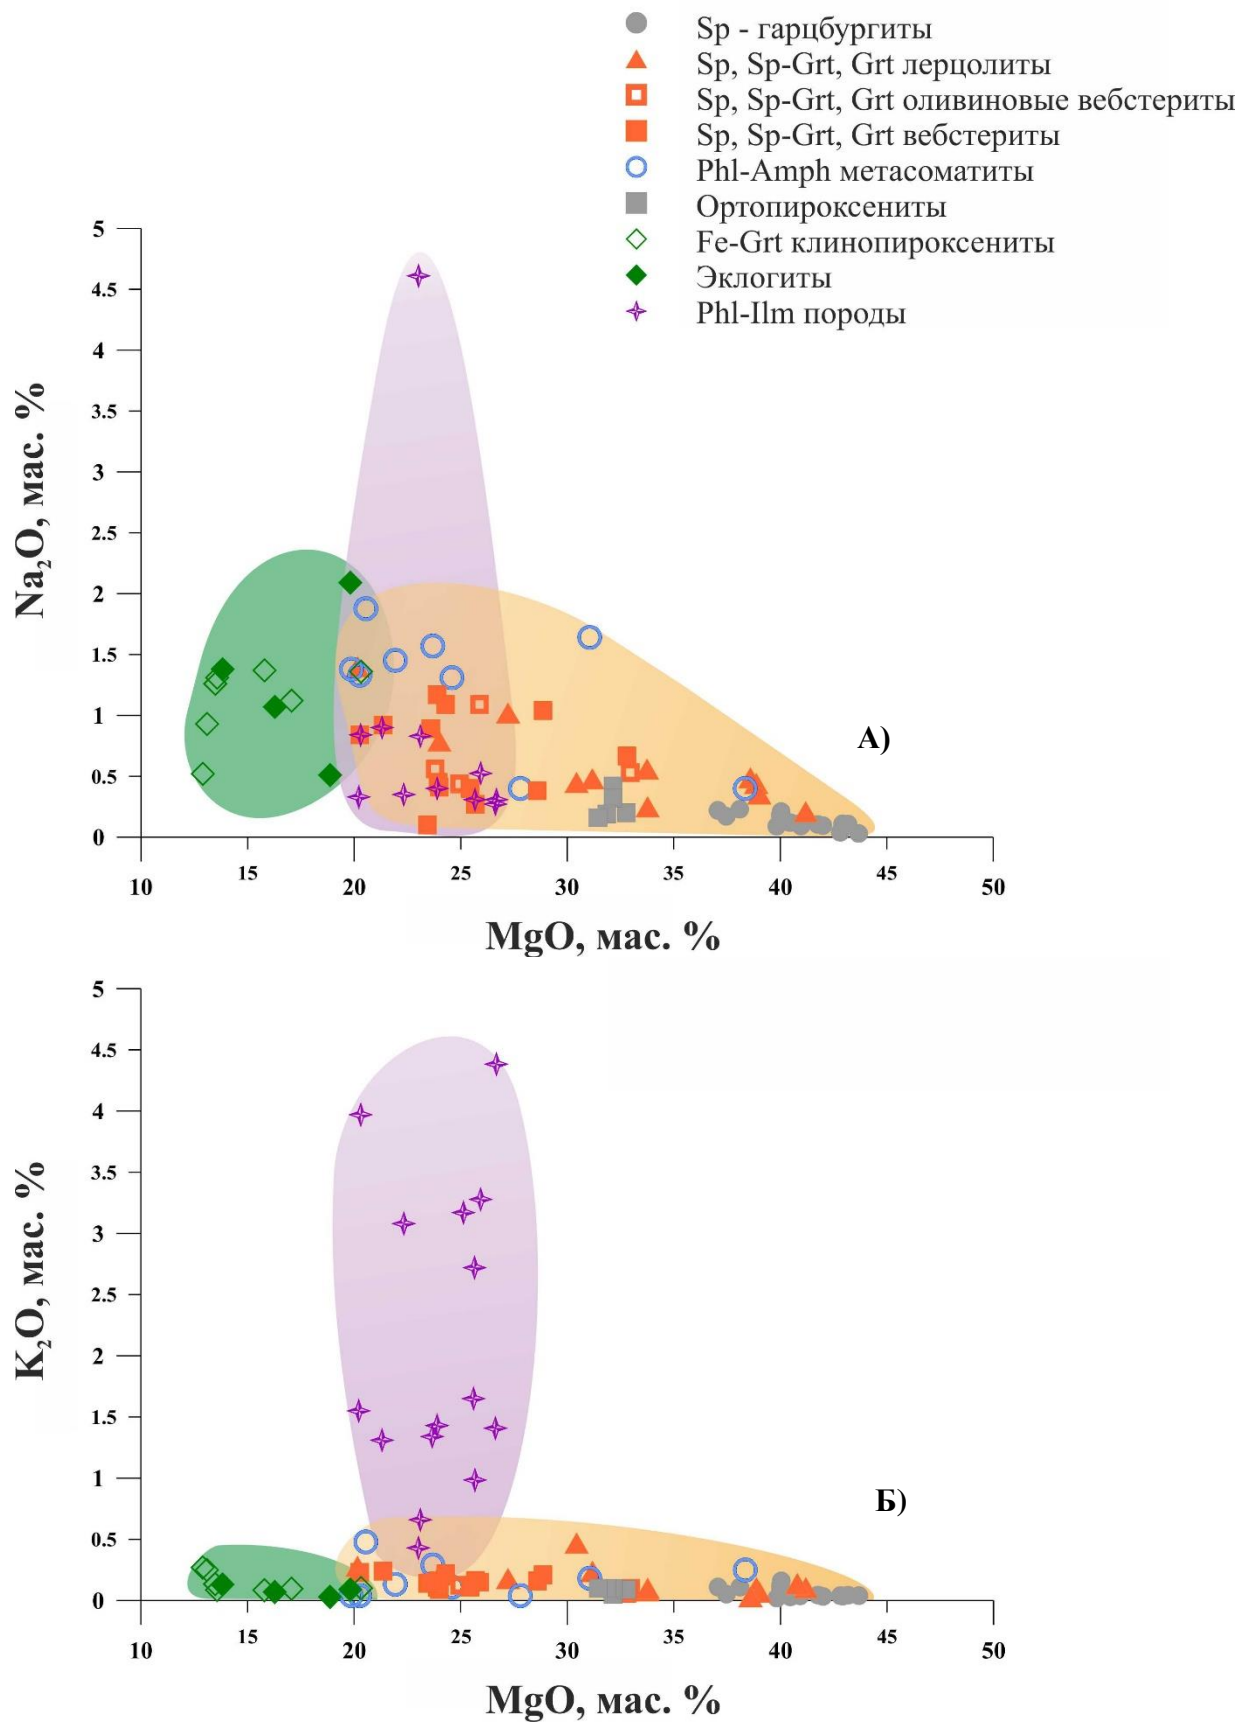 Sp - гарцбургиты
Sp, Sp-Grt, Grt лерцолиты
Sp, Sp-Grt, Grt оливиновые вебстериты
Sp, Sp-Grt, Grt вебстериты
Phl-Amph метасоматиты
Ортопироксениты
Fe-Grt клинопироксениты
Эклогиты
Phl-Ilm породы
5
4.5
4
3.5
3
2.5
2
1.5
1
0.5
0
Na₂O, мас. %
А)
10 15 20 25 30 35 40 45 50
MgO, мас. %
5
4.5
4
3.5
3
2.5
2
1.5
1
0.5
0
K₂O, мас. %
Б)
10 15 20 25 30 35 40 45 50
MgO, мас. %